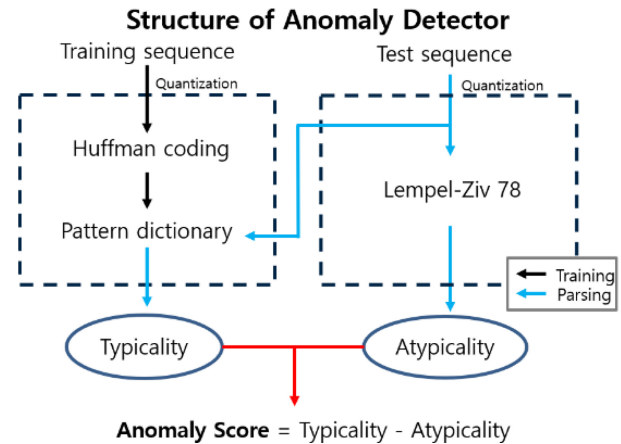 Structure of Anomaly Detector
Training sequence
Test sequence
Quantization
Quantization
Huffman coding
Lempel-Ziv 78
Pattern dictionary
Training
Parsing
Typicality
Atypicality
Anomaly Score = Typicality - Atypicality